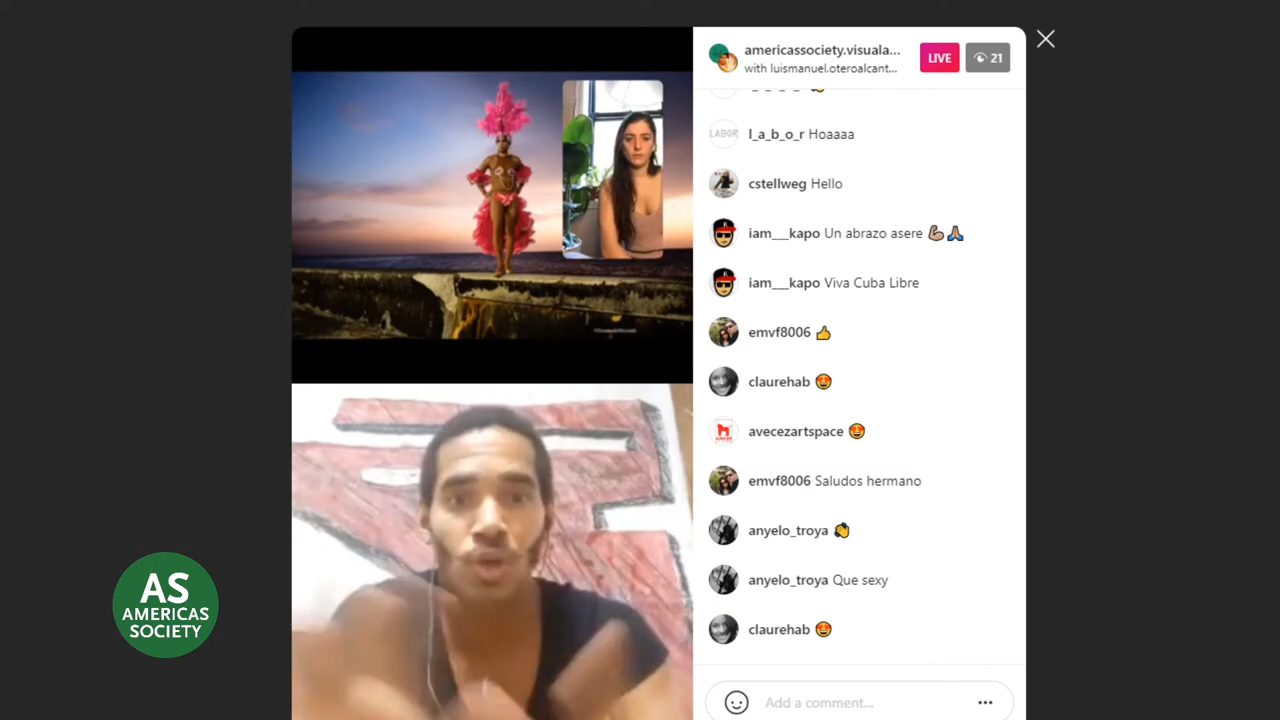 americassociety.visuala...
with luismanuel.oteroalcant...
LIVE
21
LABOR
l_a_b_o_r Hoaaaa
cstellweg Hello
iam___kapo Un abrazo asere 💪🏽🙏🏽
iam___kapo Viva Cuba Libre
emvf8006 👍
claurehab 😍
avecezartspace 😍
emvf8006 Saludos hermano
anyelo_troya 👏
anyelo_troya Que sexy
claurehab 😍
Add a comment...
AS
AMERICAS
SOCIETY